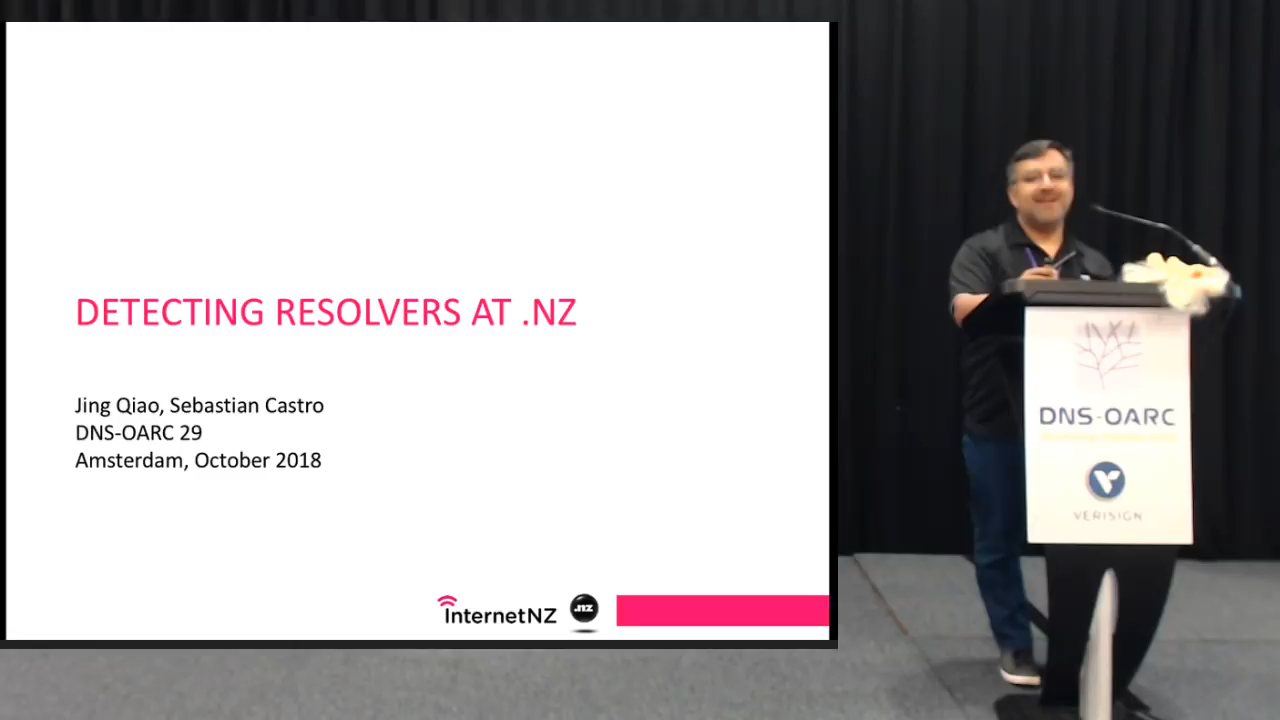 DETECTING RESOLVERS AT .NZ
Jing Qiao, Sebastian Castro
DNS-OARC 29
Amsterdam, October 2018
InternetNZ
.nz
DNS-OARC
VERISIGN